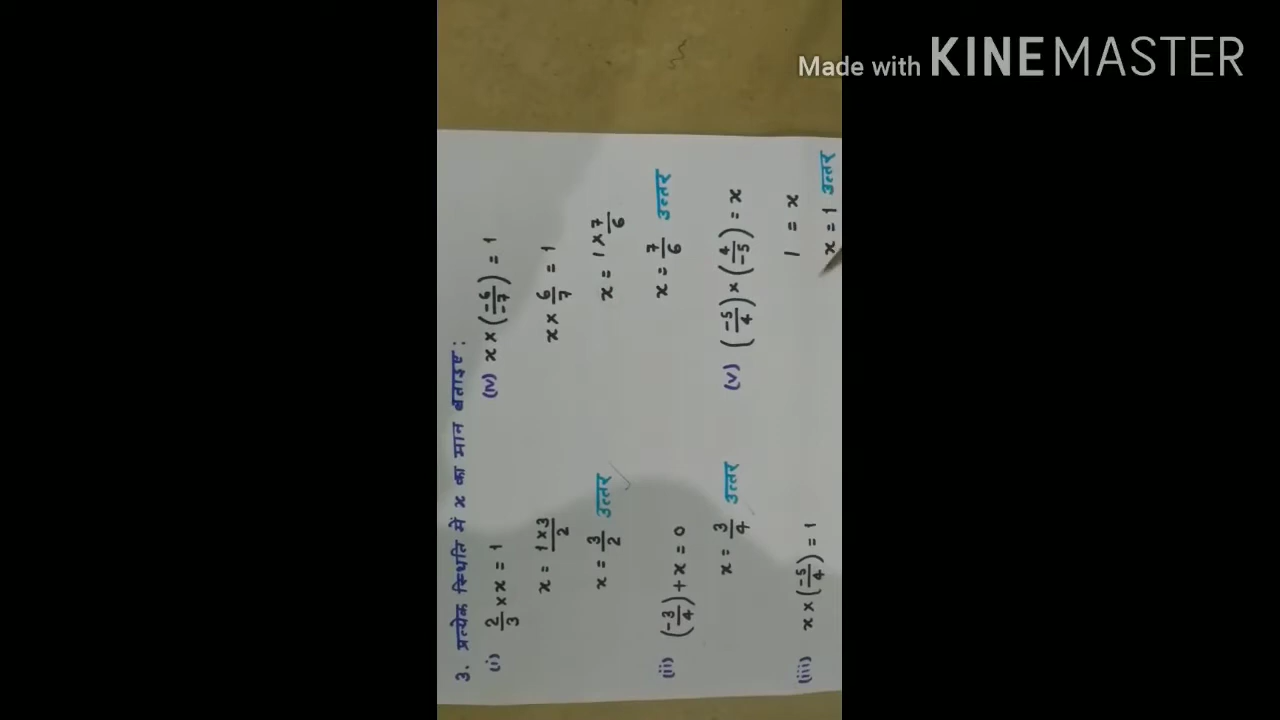 Made with KINEMASTER
3. प्रत्येक स्थिति में x का मान बताइए :
(i) 2/3 × x = 1
x = 1×3/2
x = 3/2 उत्तर
(ii) (-3/4) + x = 0
x = 3/4 उत्तर
(iii) x × (-5/4) = 1
(iv) x × (-6/-7) = 1
x × 6/7 = 1
x = 1 × 7/6
x = 7/6 उत्तर
(v) (-5/4) × (4/-5) = x
1 = x
x = 1 उत्तर